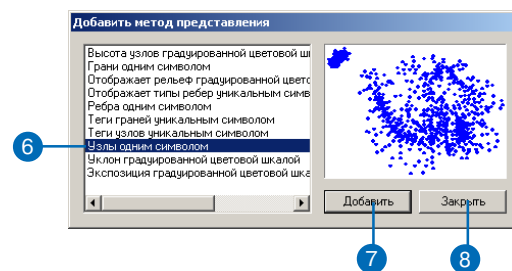 Добавить метод представления
Высота узлов градуированной цветовой ш
Грани одним символом
Отображает рельеф градуированной цвето
Отображает типы ребер уникальным симв
Ребра одним символом
Теги граней уникальным символом
Теги узлов уникальным символом
6 Узлы одним символом
Уклон градуированной цветовой шкалой
Экспозиция градуированной цветовой шка
Добавить Закрыть
7 8